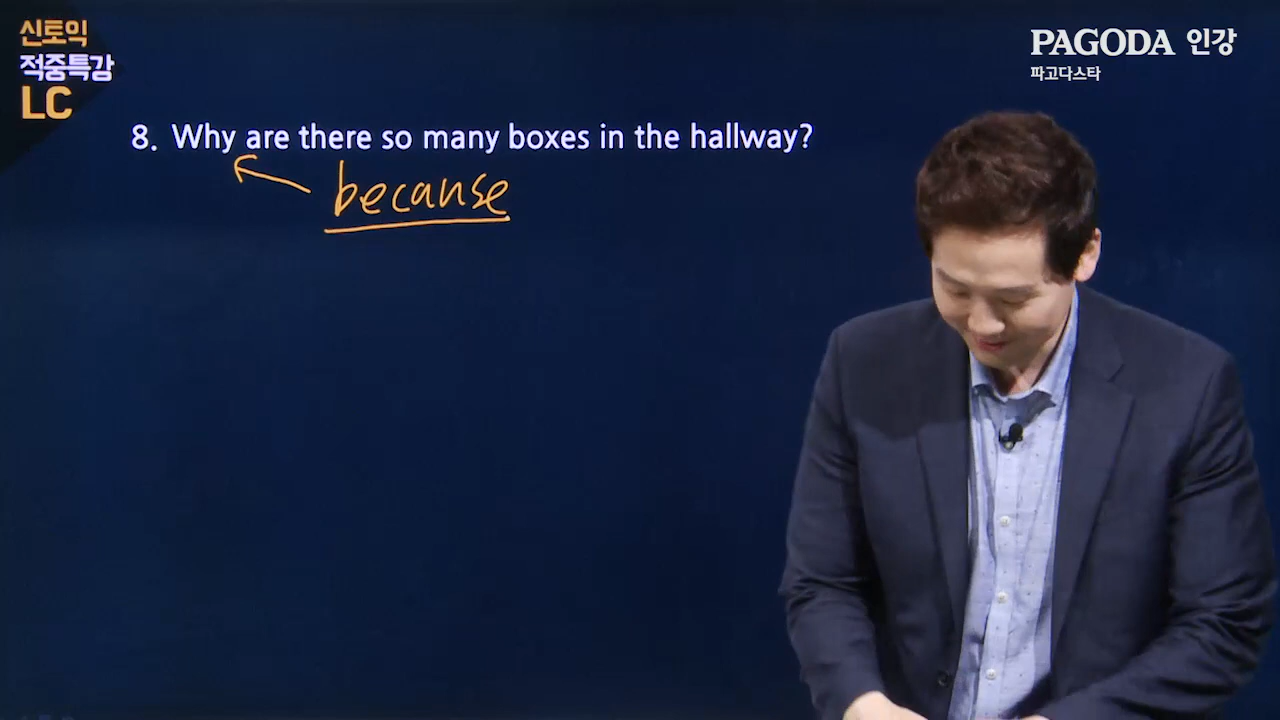 신토익
적중특강
LC
PAGODA 인강
파고다스타
8. Why are there so many boxes in the hallway?
because